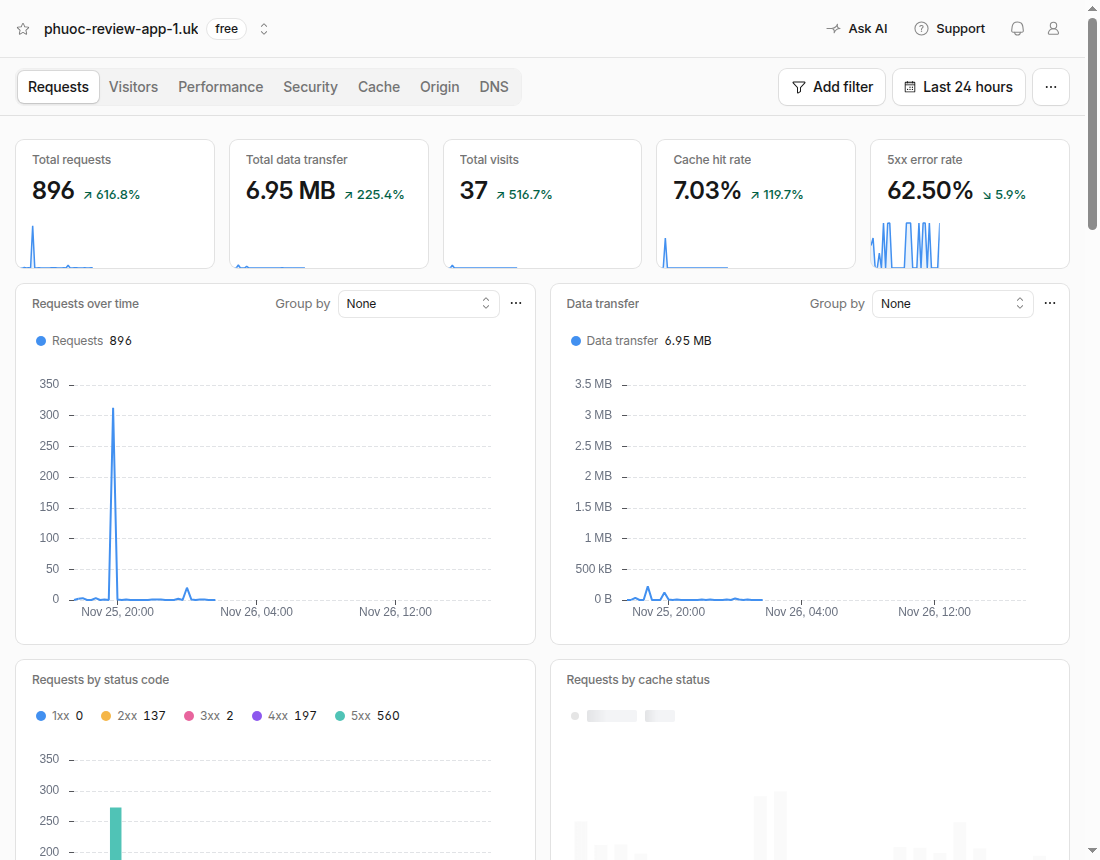 phuoc-review-app-1.uk free
Ask AI Support
Requests Visitors Performance Security Cache Origin DNS
Add filter Last 24 hours
Total requests
896 616.8%
Total data transfer
6.95 MB 225.4%
Total visits
37 516.7%
Cache hit rate
7.03% 119.7%
5xx error rate
62.50% 5.9%
Requests over time Group by None
Requests 896
350
300
250
200
150
100
50
0
Nov 25, 20:00 Nov 26, 04:00 Nov 26, 12:00
Data transfer Group by None
Data transfer 6.95 MB
3.5 MB
3 MB
2.5 MB
2 MB
1.5 MB
1 MB
500 kB
0 B
Nov 25, 20:00 Nov 26, 04:00 Nov 26, 12:00
Requests by status code
1xx 0 2xx 137 3xx 2 4xx 197 5xx 560
350
300
250
200
Requests by cache status